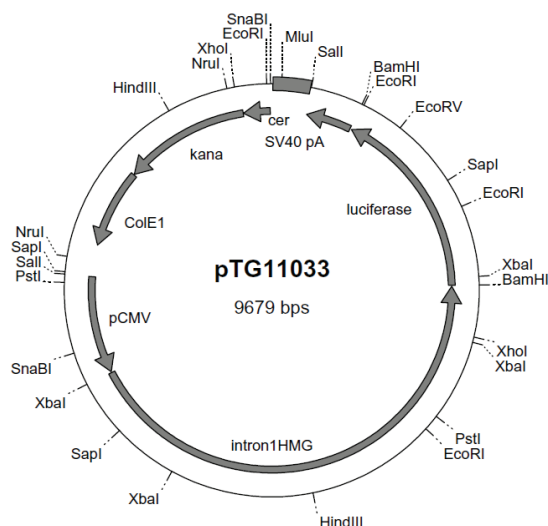 SnaBI
EcoRI
MluI
XhoI
SalI
NruI
BamHI
EcoRI
HindIII
EcoRV
cer
SV40 pA
kana
SapI
EcoRI
luciferase
ColE1
NruI
SapI
SalI
PstI
pTG11033
XbaI
BamHI
9679 bps
pCMV
XhoI
XbaI
SnaBI
XbaI
PstI
EcoRI
SapI
intron1HMG
XbaI
HindIII